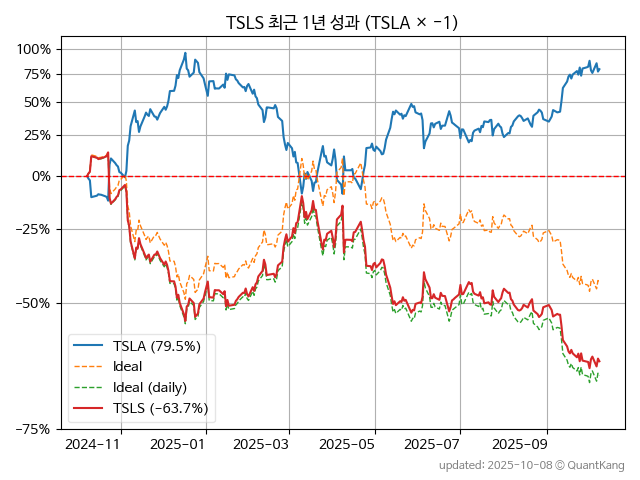 TSLS 최근 1년 성과 (TSLA × −1)
100%
75%
50%
25%
0%
−25%
−50%
−75%
TSLA (79.5%)
Ideal
Ideal (daily)
TSLS (−63.7%)
2024−11
2025−01
2025−03
2025−05
2025−07
2025−09
updated: 2025-10-08 ⓒ QuantKang